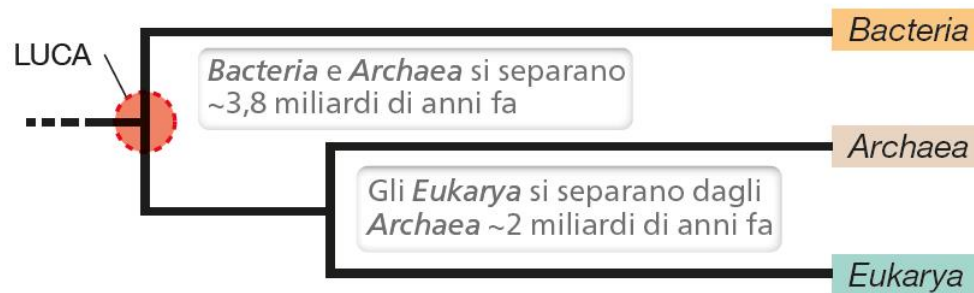 Bacteria
LUCA
Bacteria e Archaea si separano
~3,8 miliardi di anni fa
Archaea
Gli Eukarya si separano dagli
Archaea ~2 miliardi di anni fa
Eukarya